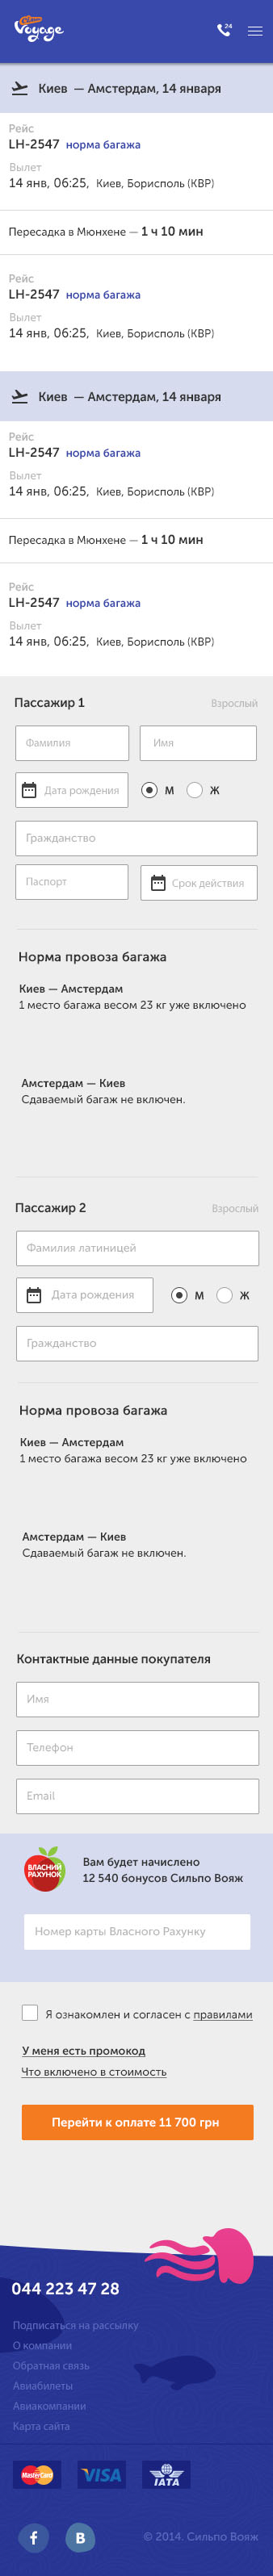 Voyage
24
Киев — Амстердам, 14 января
Рейс
LH-2547 норма багажа
Вылет
14 янв, 06:25, Киев, Борисполь (КВР)
Пересадка в Мюнхене — 1 ч 10 мин
Рейс
LH-2547 норма багажа
Вылет
14 янв, 06:25, Киев, Борисполь (КВР)
Киев — Амстердам, 14 января
Рейс
LH-2547 норма багажа
Вылет
14 янв, 06:25, Киев, Борисполь (КВР)
Пересадка в Мюнхене — 1 ч 10 мин
Рейс
LH-2547 норма багажа
Вылет
14 янв, 06:25, Киев, Борисполь (КВР)
Пассажир 1 Взрослый
Фамилия Имя
Дата рождения М Ж
Гражданство
Паспорт Срок действия
Норма провоза багажа
Киев — Амстердам
1 место багажа весом 23 кг уже включено
Амстердам — Киев
Сдаваемый багаж не включен.
Пассажир 2 Взрослый
Фамилия латиницей
Дата рождения М Ж
Гражданство
Норма провоза багажа
Киев — Амстердам
1 место багажа весом 23 кг уже включено
Амстердам — Киев
Сдаваемый багаж не включен.
Контактные данные покупателя
Имя
Телефон
Email
ВЛАСНИЙ
РАХУНОК
Вам будет начислено
12 540 бонусов Сильпо Вояж
Номер карты Власного Рахунку
Я ознакомлен и согласен с правилами
У меня есть промокод
Что включено в стоимость
Перейти к оплате 11 700 грн
044 223 47 28
Подписаться на рассылку
О компании
Обратная связь
Авиабилеты
Авиакомпании
Карта сайта
MasterCard VISA IATA
f B © 2014. Сильпо Вояж